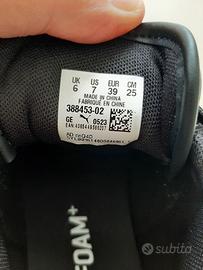 UK US EUR CM
6 7 39 25
MADE IN CHINA
FABRIQUÉ EN CHINE
388453-02
GE 0523
FOAM+
subito